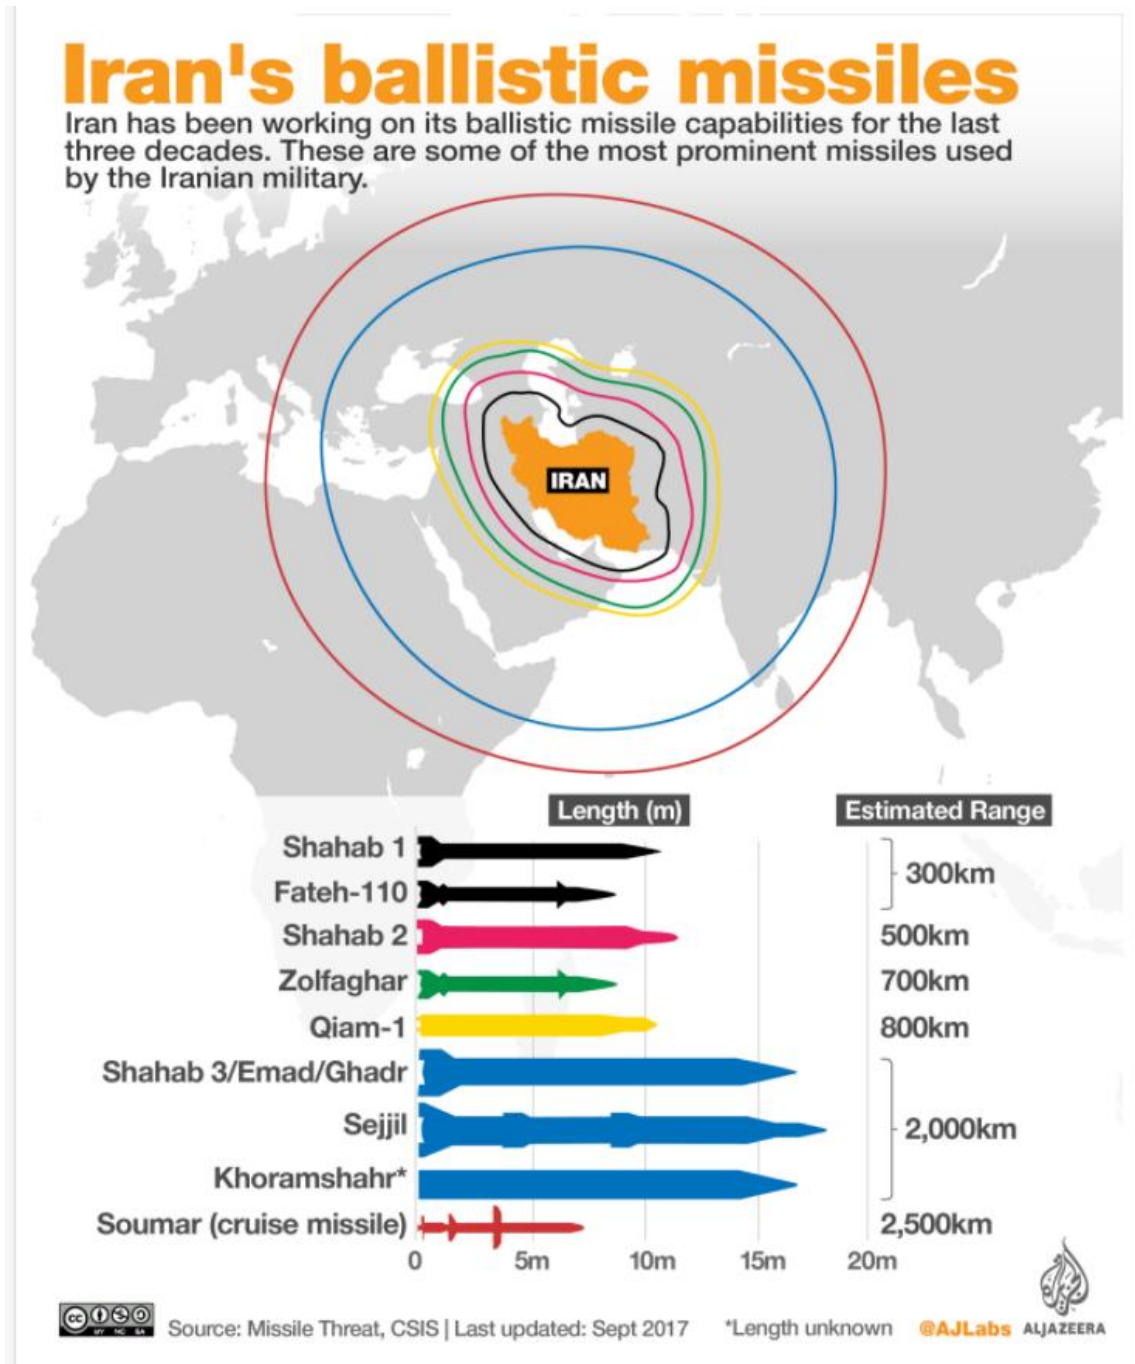 Iran's ballistic missiles
Iran has been working on its ballistic missile capabilities for the last
three decades. These are some of the most prominent missiles used
by the Iranian military.
IRAN
Length (m)
Estimated Range
Shahab 1
Fateh-110
300km
Shahab 2
500km
Zolfaghar
700km
Qiam-1
800km
Shahab 3/Emad/Ghadr
Sejjil
2,000km
Khoramshahr*
Soumar (cruise missile)
2,500km
0 5m 10m 15m 20m
cc BY NC SA
Source: Missile Threat, CSIS | Last updated: Sept 2017
*Length unknown
@AJLabs
ALJAZEERA